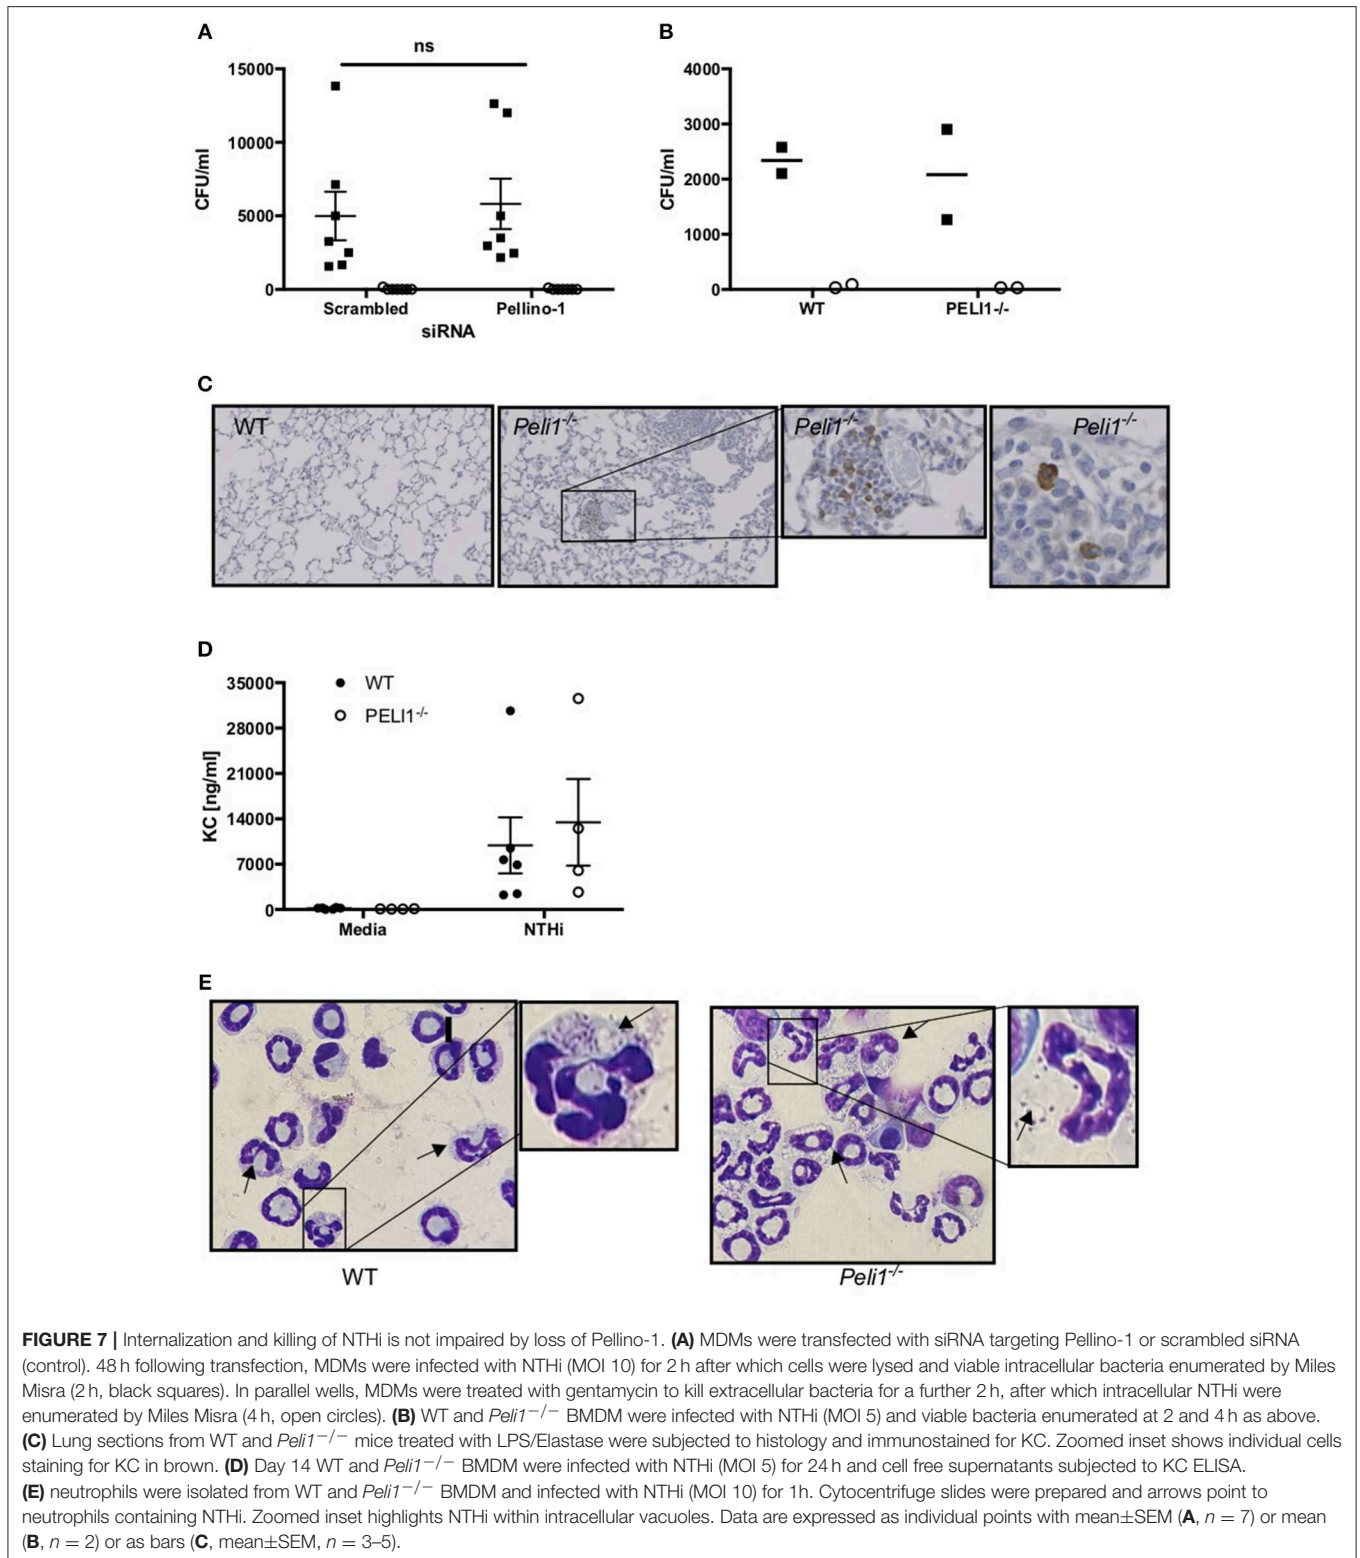 A
ns
15000
10000
5000
0
CFU/ml
Scrambled
Pellino-1
siRNA
B
4000
3000
2000
1000
0
CFU/ml
WT
PELI1-/-
C
WT
Peli1-/-
Peli1-/-
Peli1-/-
D
35000
28000
21000
14000
7000
0
KC [ng/ml]
WT
PELI1-/-
Media
NTHi
E
WT
Peli1-/-
FIGURE 7 | Internalization and killing of NTHi is not impaired by loss of Pellino-1. (A) MDMs were transfected with siRNA targeting Pellino-1 or scrambled siRNA
(control). 48 h following transfection, MDMs were infected with NTHi (MOI 10) for 2 h after which cells were lysed and viable intracellular bacteria enumerated by Miles
Misra (2 h, black squares). In parallel wells, MDMs were treated with gentamycin to kill extracellular bacteria for a further 2 h, after which intracellular NTHi were
enumerated by Miles Misra (4 h, open circles). (B) WT and Peli1−/− BMDM were infected with NTHi (MOI 5) and viable bacteria enumerated at 2 and 4 h as above.
(C) Lung sections from WT and Peli1−/− mice treated with LPS/Elastase were subjected to histology and immunostained for KC. Zoomed inset shows individual cells
staining for KC in brown. (D) Day 14 WT and Peli1−/− BMDM were infected with NTHi (MOI 5) for 24 h and cell free supernatants subjected to KC ELISA.
(E) neutrophils were isolated from WT and Peli1−/− BMDM and infected with NTHi (MOI 10) for 1h. Cytocentrifuge slides were prepared and arrows point to
neutrophils containing NTHi. Zoomed inset highlights NTHi within intracellular vacuoles. Data are expressed as individual points with mean±SEM (A, n = 7) or mean
(B, n = 2) or as bars (C, mean±SEM, n = 3–5).